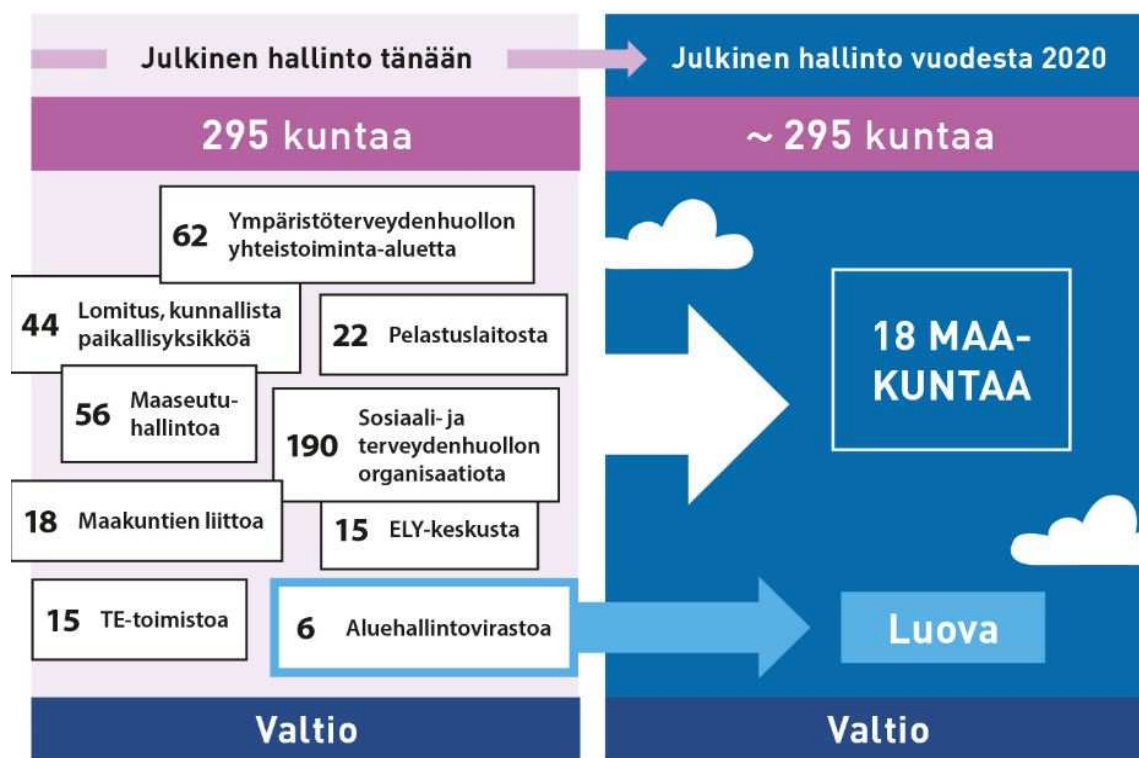 Julkinen hallinto tänään
295 kuntaa
62 Ympäristöterveydenhuollon
yhteistoiminta-aluetta
44 Lomitus, kunnallista
paikallisyksikköä
22 Pelastuslaitosta
56 Maaseutu-
hallintoa
190 Sosiaali- ja
terveydenhuollon
organisaatiota
18 Maakuntien liittoa
15 ELY-keskusta
15 TE-toimistoa
6 Aluehallintovirastoa
Valtio
Julkinen hallinto vuodesta 2020
~ 295 kuntaa
18 MAA-
KUNTAA
Luova
Valtio